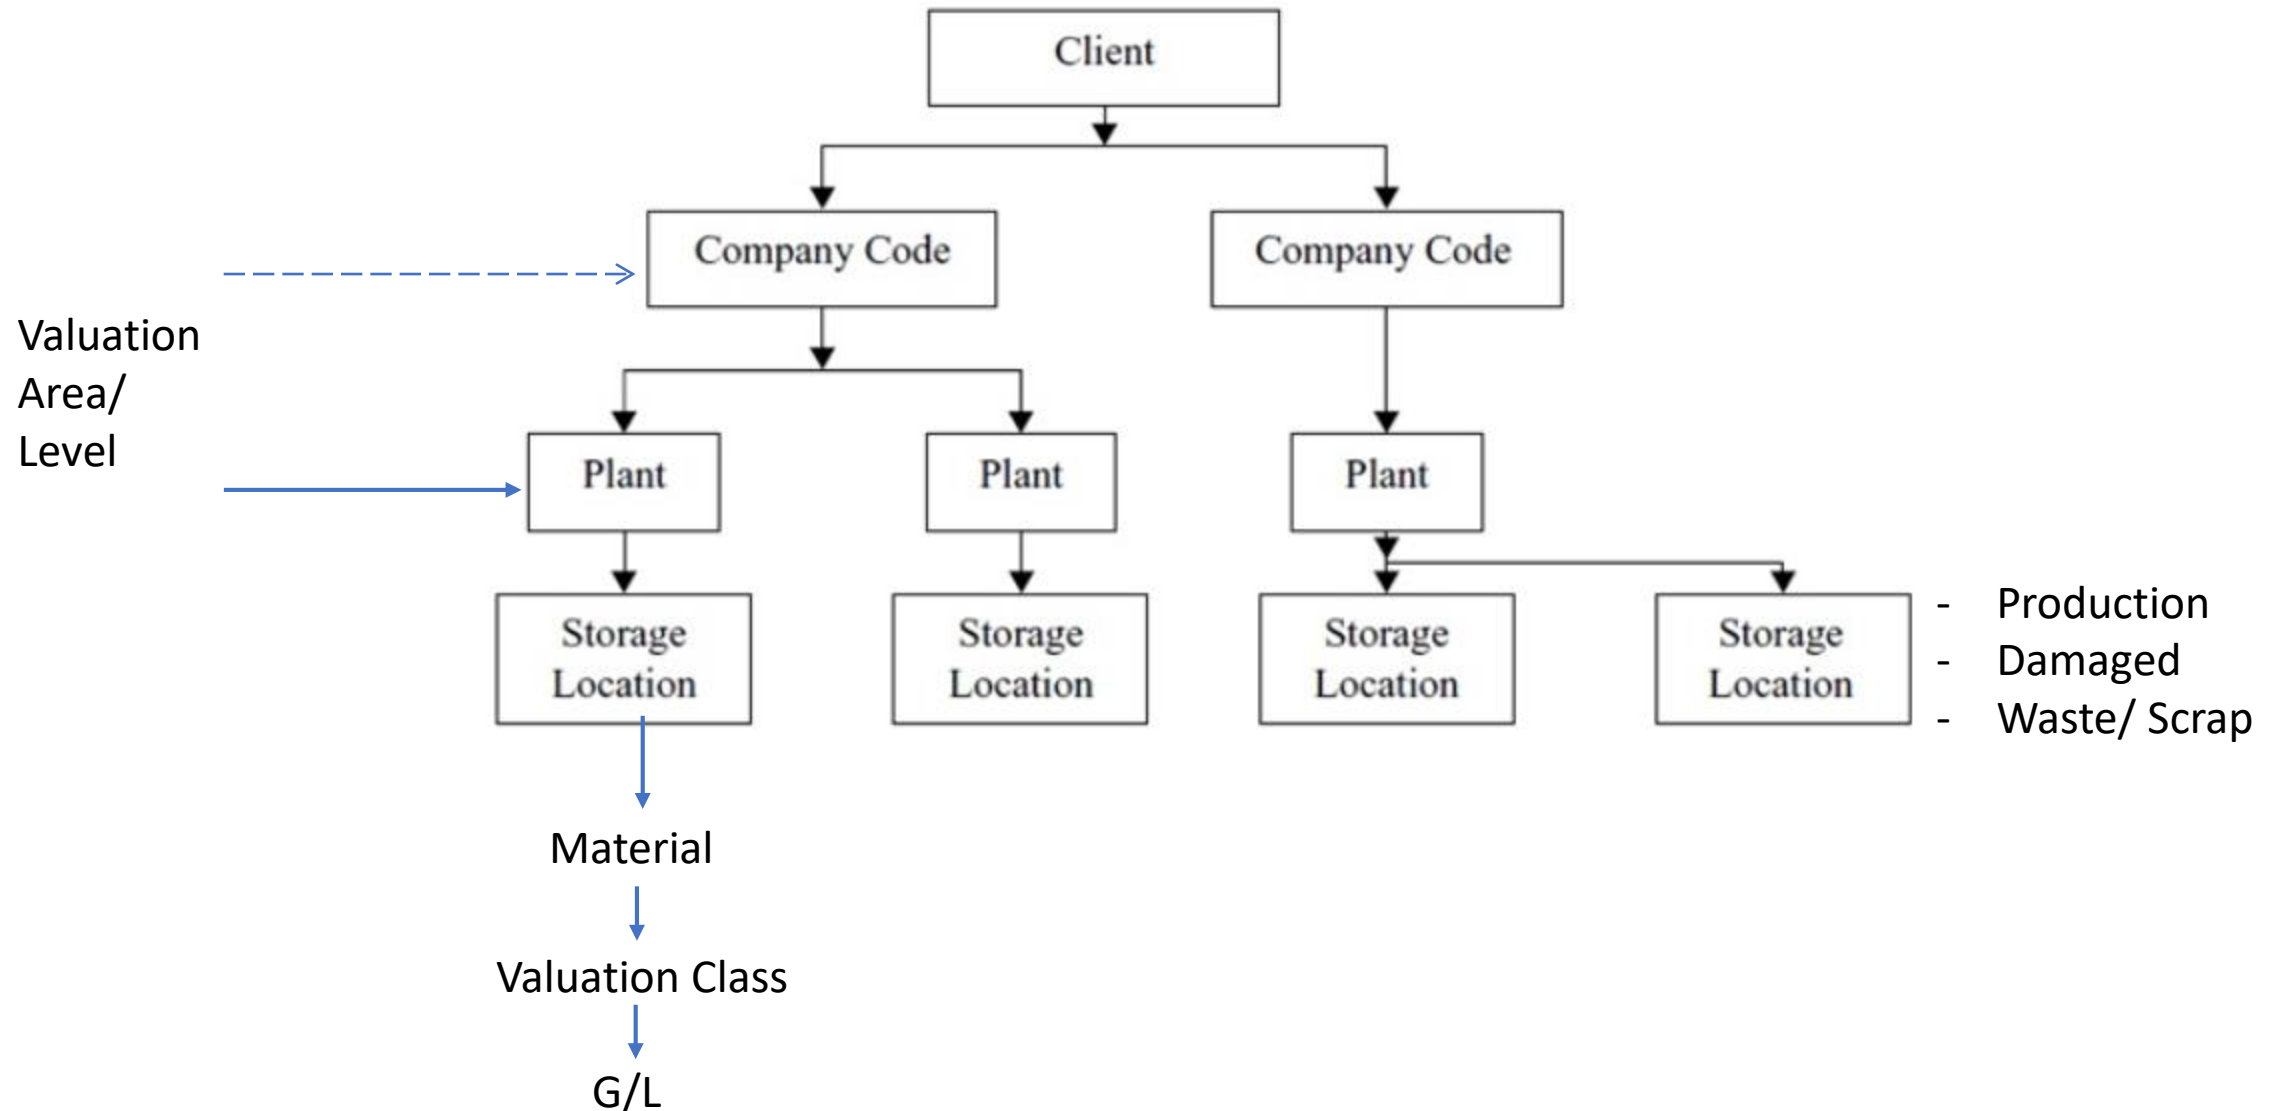 Client
Company Code
Company Code
Valuation
Area/
Level
Plant
Plant
Plant
Storage
Location
Storage
Location
Storage
Location
Storage
Location
- Production
- Damaged
- Waste/ Scrap
Material
Valuation Class
G/L